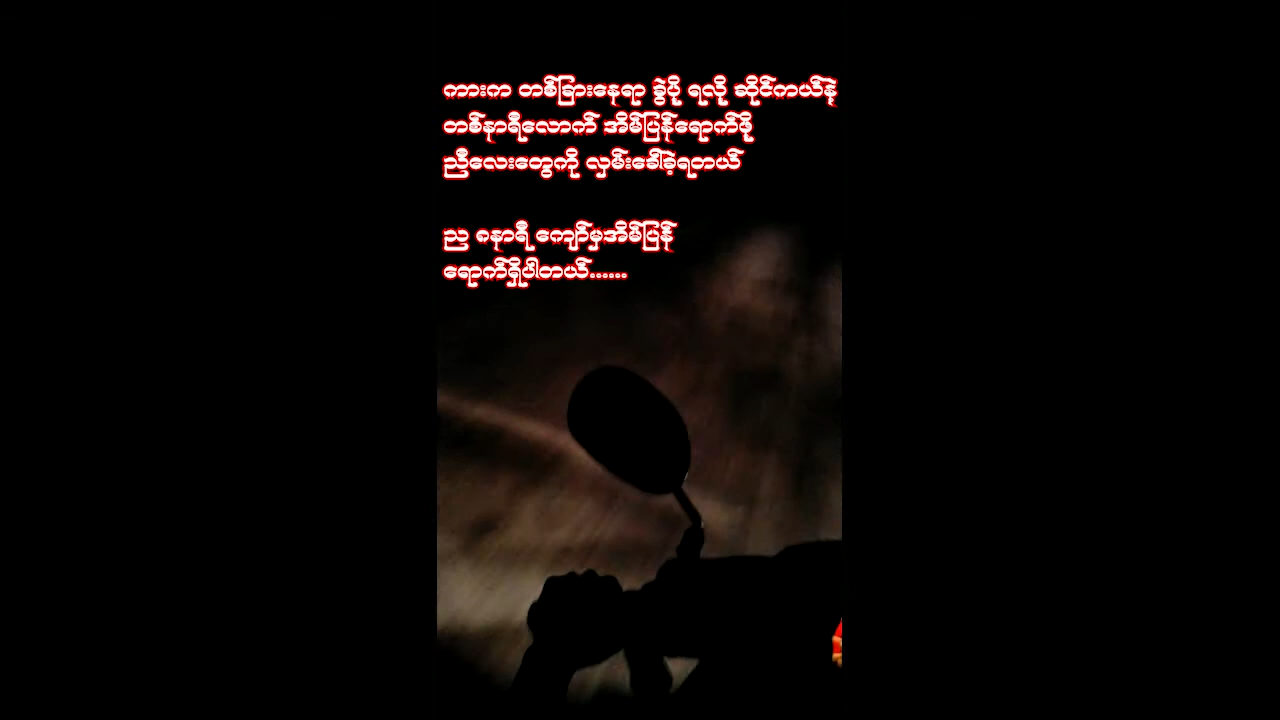 ကားက တစ်ခြားနေရာ ခွဲပို့ ရလို့ ဆိုင်ကယ်နဲ့
တစ်နာရီလောက် အိမ်ပြန်ရောက်ဖို့
ညီလေးတွေကို လှမ်းခေါ်ခဲ့ရတယ်
ည ၈နာရီ ကျော်မှအိမ်ပြန်
ရောက်ရှိပါတယ်......